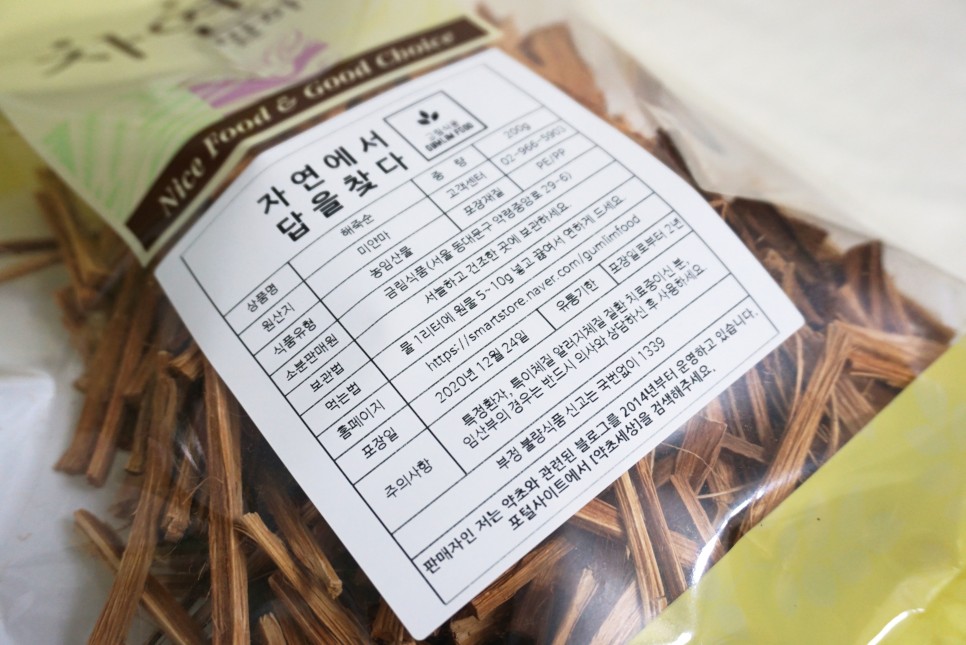 Nice Food & Good Choice
자연에서
답을 찾다
금림식품
GUMLIM FOOD
상품명 해죽순 중 량 200g
원산지 미얀마 고객센터 02-966-5903
식품유형 농임산물 포장재질 PE/PP
소분판매원 금림식품(서울 동대문구 약령중앙로 29-6)
보관법 서늘하고 건조한 곳에 보관하세요
먹는법 물 1리터에 원물 5~10g 넣고 끓여서 연하게 드세요.
홈페이지 https://smartstore.naver.com/gumlimfood
포장일 2020년 12월 24일 유통기한 포장일로부터 2년
주의사항 특정환자, 특이체질 알러지체질 질환 치료중이신 분,
임산부의 경우는 반드시 의사와 상담하신 후 사용하세요
부정 불량식품 신고는 국번없이 1339
판매자인 저는 약초와 관련된 블로그를 2014년부터 운영하고 있습니다.
포털사이트에서 [약초세상]을 검색해주세요.